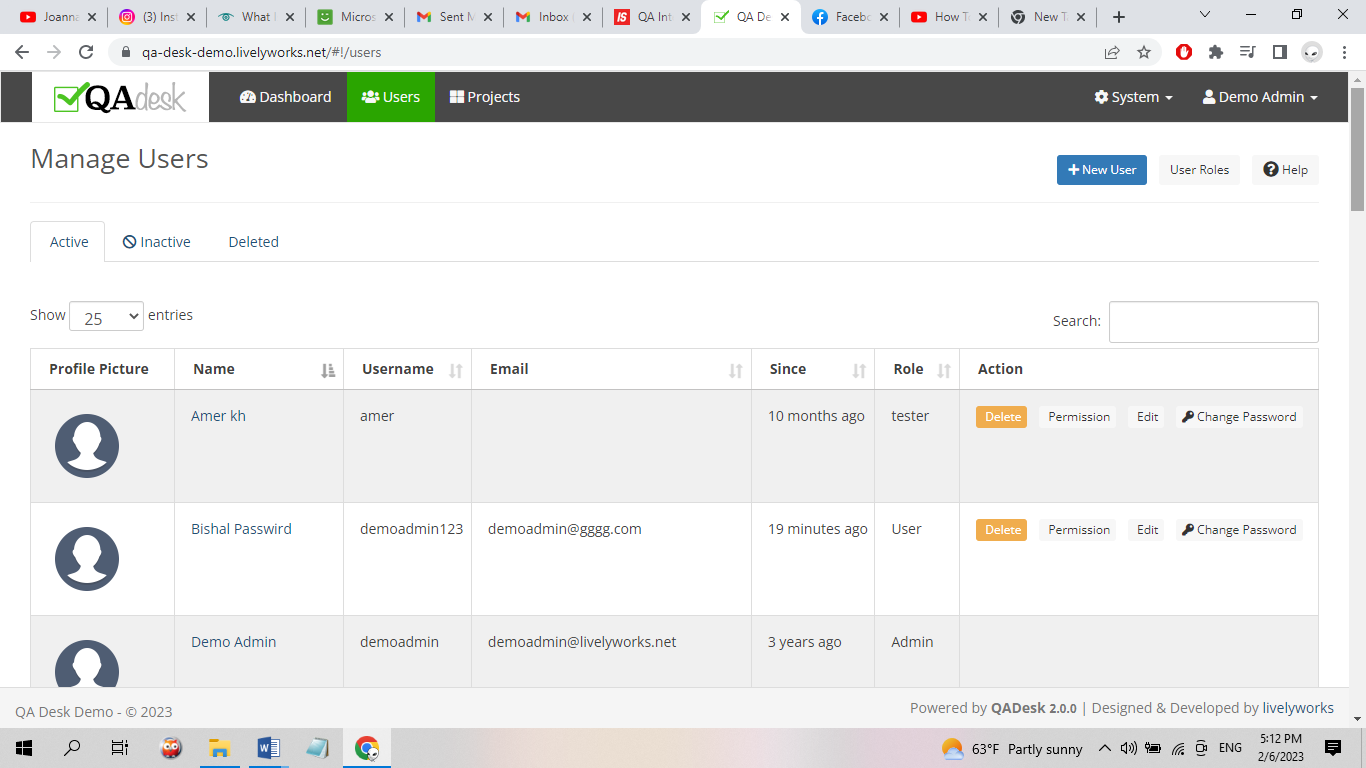 Joanna
(3) Inst
What I
Micros
Sent M
Inbox
QA Int
QA De
Facebo
How T
New T
qa-desk-demo.livelyworks.net/#!/users
QAdesk Dashboard Users Projects System Demo Admin
Manage Users
New User User Roles Help
Active Inactive Deleted
Show 25 entries
Search:
Profile Picture Name Username Email Since Role Action
Amer kh amer 10 months ago tester Delete Permission Edit Change Password
Bishal Passwird demoadmin123 demoadmin@gggg.com 19 minutes ago User Delete Permission Edit Change Password
Demo Admin demoadmin demoadmin@livelyworks.net 3 years ago Admin
QA Desk Demo - © 2023
Powered by QADesk 2.0.0 | Designed & Developed by livelyworks
63°F Partly sunny
ENG
5:12 PM
2/6/2023